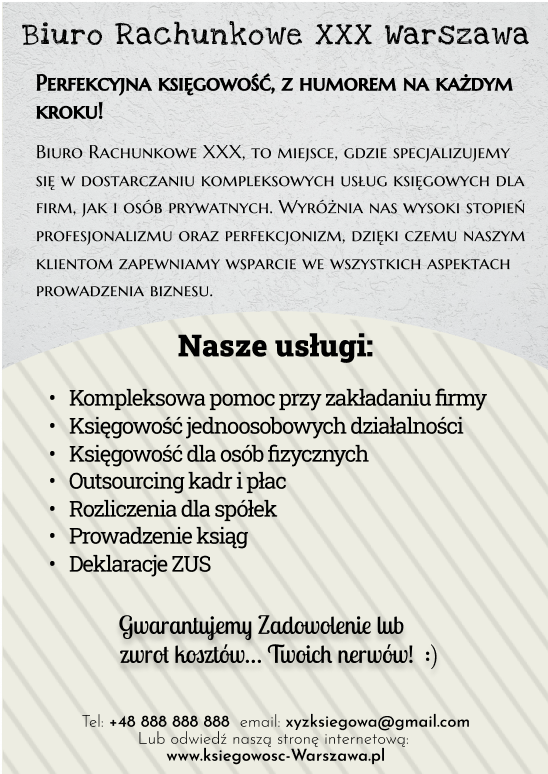 Biuro Rachunkowe XXX Warszawa
Perfekcyjna księgowość, z humorem na każdym
kroku!
Biuro Rachunkowe XXX, to miejsce, gdzie specjalizujemy
się w dostarczaniu kompleksowych usług księgowych dla
firm, jak i osób prywatnych. Wyróżnia nas wysoki stopień
profesjonalizmu oraz perfekcjonizm, dzięki czemu naszym
klientom zapewniamy wsparcie we wszystkich aspektach
prowadzenia biznesu.
Nasze usługi:
• Kompleksowa pomoc przy zakładaniu firmy
• Księgowość jednoosobowych działalności
• Księgowość dla osób fizycznych
• Outsourcing kadr i płac
• Rozliczenia dla spółek
• Prowadzenie ksiąg
• Deklaracje ZUS
Gwarantujemy Zadowolenie lub
zwrot kosztów... Twoich nerwów! :)
Tel: +48 888 888 888 email: xyzksiegowa@gmail.com
Lub odwiedź naszą stronę internetową:
www.ksiegowosc-Warszawa.pl